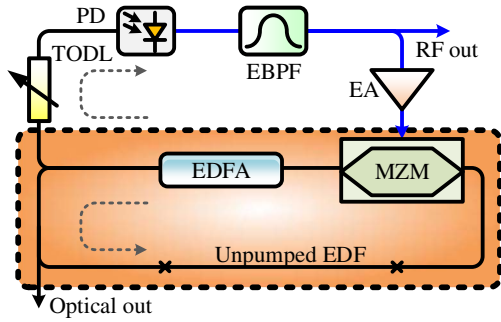 PD
TODL
EBPF
RF out
EA
EDFA
MZM
Unpumped EDF
Optical out